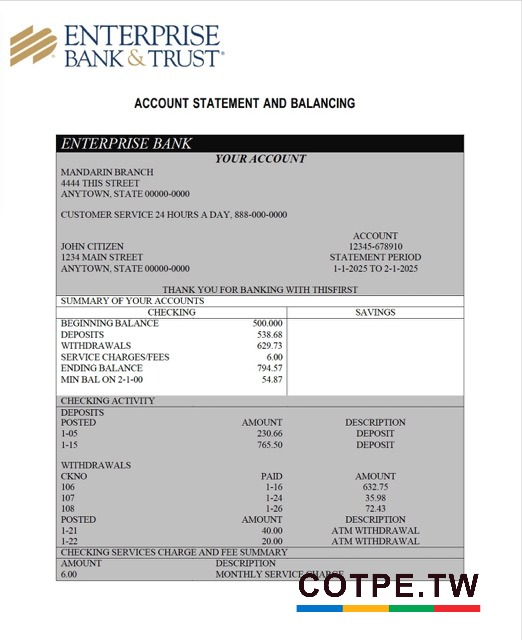 ENTERPRISE
BANK & TRUST®
ACCOUNT STATEMENT AND BALANCING
ENTERPRISE BANK
YOUR ACCOUNT
MANDARIN BRANCH
4444 THIS STREET
ANYTOWN, STATE 00000-0000
CUSTOMER SERVICE 24 HOURS A DAY, 888-000-0000
ACCOUNT
JOHN CITIZEN 12345-678910
1234 MAIN STREET STATEMENT PERIOD
ANYTOWN, STATE 00000-0000 1-1-2025 TO 2-1-2025
THANK YOU FOR BANKING WITH THISFIRST
SUMMARY OF YOUR ACCOUNTS
CHECKING SAVINGS
BEGINNING BALANCE 500.000
DEPOSITS 538.68
WITHDRAWALS 629.73
SERVICE CHARGES/FEES 6.00
ENDING BALANCE 794.57
MIN BAL ON 2-1-00 54.87
CHECKING ACTIVITY
DEPOSITS
POSTED AMOUNT DESCRIPTION
1-05 230.66 DEPOSIT
1-15 765.50 DEPOSIT
WITHDRAWALS
CKNO PAID AMOUNT
106 1-16 632.75
107 1-24 35.98
108 1-26 72.43
POSTED AMOUNT DESCRIPTION
1-21 40.00 ATM WITHDRAWAL
1-22 20.00 ATM WITHDRAWAL
CHECKING SERVICES CHARGE AND FEE SUMMARY
AMOUNT DESCRIPTION
6.00 MONTHLY SERVICE CHARGE
COTPE.TW